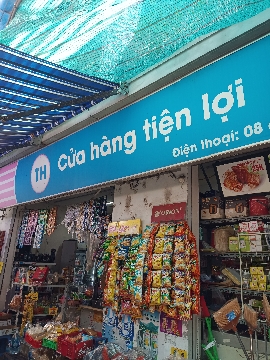 TH
Cửa hàng tiện lợi
Điện thoại: 08